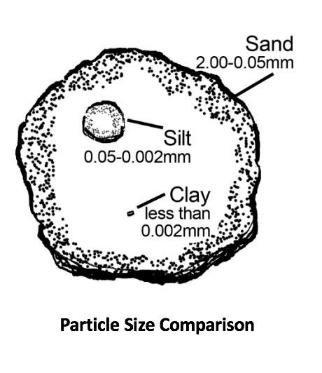 Sand
2.00-0.05mm
Silt
0.05-0.002mm
Clay
less than
0.002mm
Particle Size Comparison